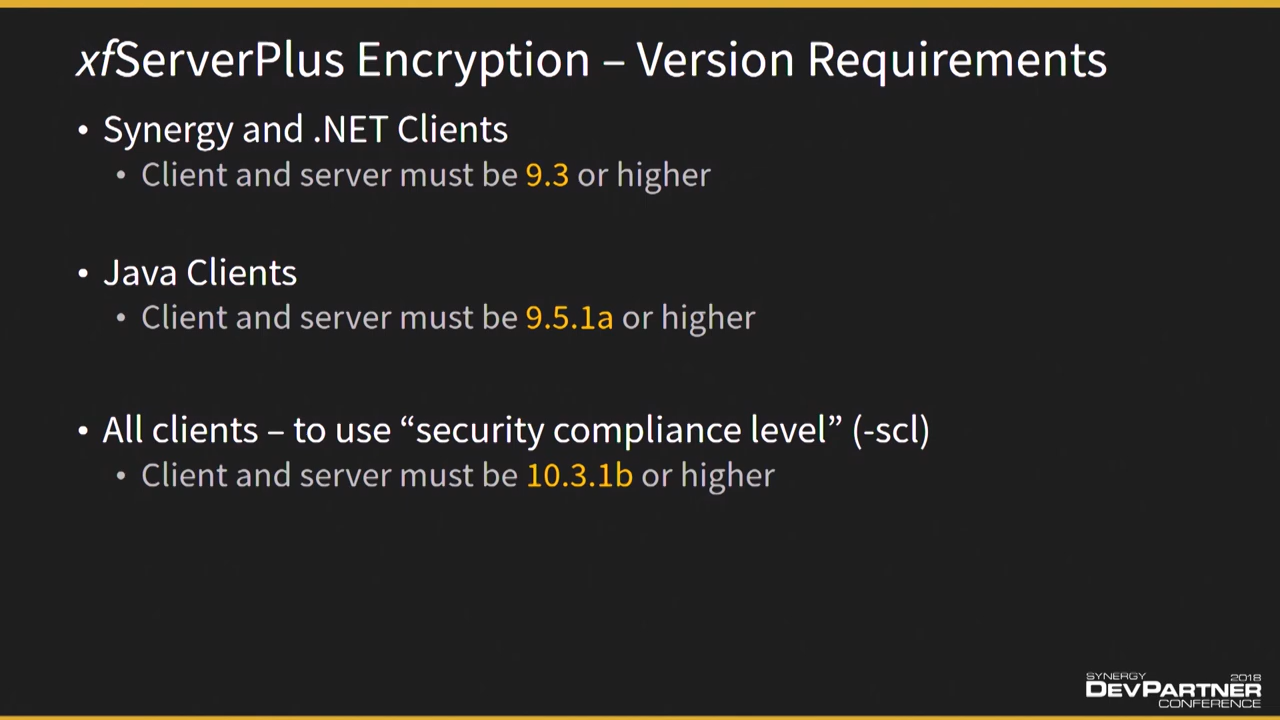 xfServerPlus Encryption – Version Requirements
• Synergy and .NET Clients
• Client and server must be 9.3 or higher
• Java Clients
• Client and server must be 9.5.1a or higher
• All clients – to use “security compliance level” (-scl)
• Client and server must be 10.3.1b or higher
SYNERGY 2018
DEVPARTNER
CONFERENCE